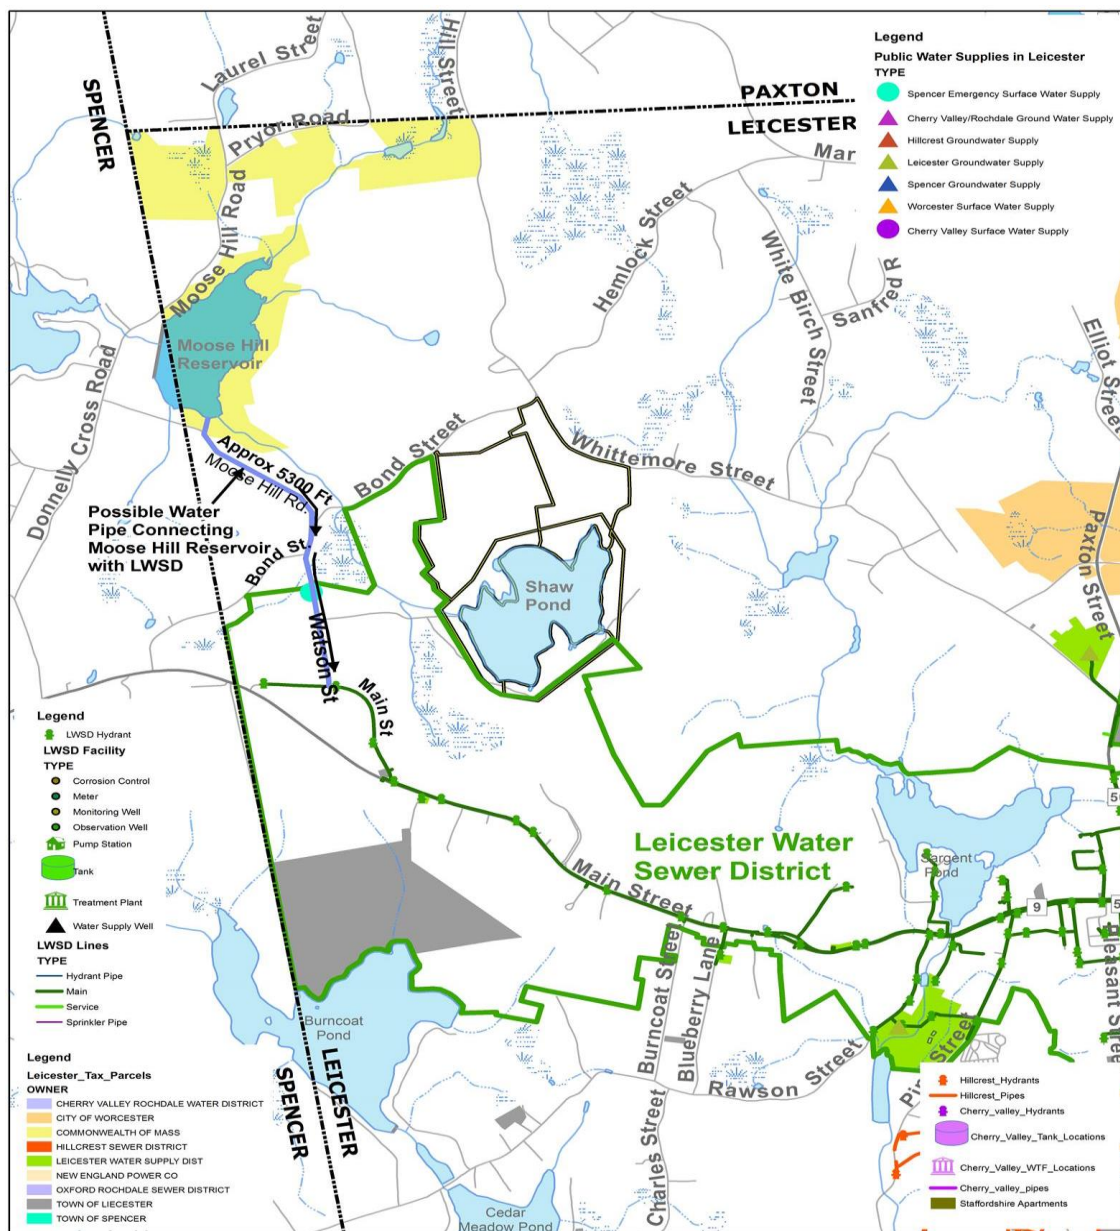 Legend
Public Water Supplies in Leicester
TYPE
Spencer Emergency Surface Water Supply
Cherry Valley/Rochdale Ground Water Supply
Hillcrest Groundwater Supply
Leicester Groundwater Supply
Spencer Groundwater Supply
Worcester Surface Water Supply
Cherry Valley Surface Water Supply
Laurel Street
Hill Street
SPENCER
PAXTON
LEICESTER
Pryor Road
Mar
Moose Hill Road
Hemlock Street
White Birch Street
Sanfred R
Elliot Street
Moose Hill
Reservoir
Donnelly Cross Road
Bond Street
Whittemore Street
Approx 5300 Ft
Moose Hill Rd.
Possible Water
Pipe Connecting
Moose Hill Reservoir
with LWSD
Bond St.
Paxton Street
Shaw
Pond
Watson St
Main St
Legend
LWSD Hydrant
LWSD Facility
TYPE
Corrosion Control
Meter
Monitoring Well
Observation Well
Pump Station
Tank
Treatment Plant
Water Supply Well
LWSD Lines
TYPE
Hydrant Pipe
Main
Service
Sprinkler Pipe
Leicester Water
Sewer District
Main Street
Sargent
Pond
9
5
5
Pleasant Stree
Burncoat Street
Blueberry Lane
Burncoat
Pond
SPENCER
LEICESTER
Rawson Street
Street
Charles Street
Cedar
Meadow Pond
Legend
Leicester_Tax_Parcels
OWNER
CHERRY VALLEY ROCHDALE WATER DISTRICT
CITY OF WORCESTER
COMMONWEALTH OF MASS
HILLCREST SEWER DISTRICT
LEICESTER WATER SUPPLY DIST
NEW ENGLAND POWER CO
OXFORD ROCHDALE SEWER DISTRICT
TOWN OF LIECESTER
TOWN OF SPENCER
Hillcrest_Hydrants
Hillcrest_Pipes
Cherry_valley_Hydrants
Cherry_Valley_Tank_Locations
Cherry_Valley_WTF_Locations
Cherry_valley_pipes
Staffordshire Apartments